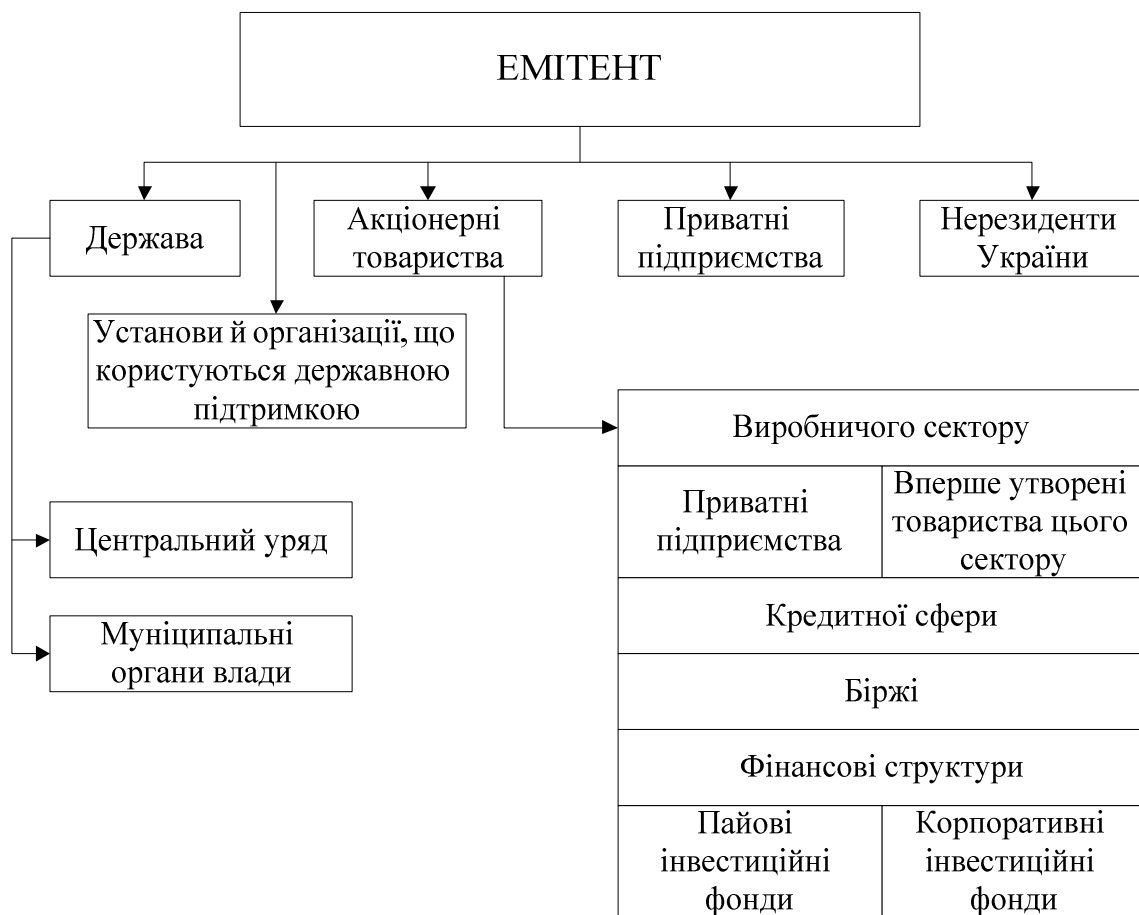 ЕМІТЕНТ
Держава
Акціонерні
товариства
Приватні
підприємства
Нерезиденти
України
Установи й організації, що
користуються державною
підтримкою
Центральний уряд
Муніципальні
органи влади
Виробничого сектору
Приватні
підприємства
Вперше утворені
товариства цього
сектору
Кредитної сфери
Біржі
Фінансові структури
Пайові
інвестиційні
фонди
Корпоративні
інвестиційні
фонди